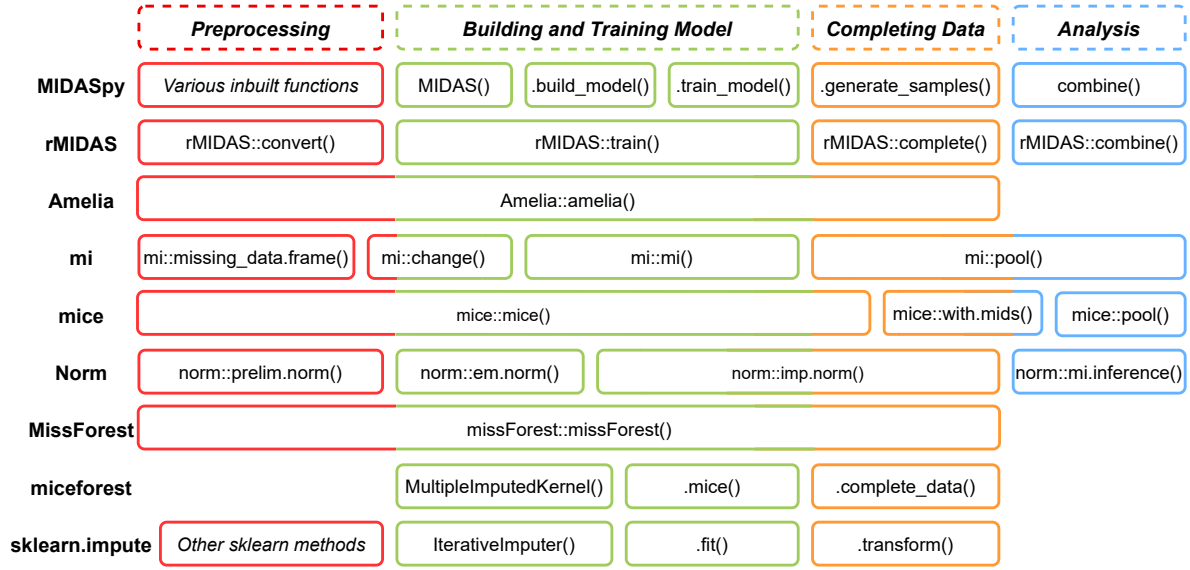 Preprocessing Building and Training Model Completing Data Analysis
MIDASpy Various inbuilt functions MIDAS() .build_model() .train_model() .generate_samples() combine()
rMIDAS rMIDAS::convert() rMIDAS::train() rMIDAS::complete() rMIDAS::combine()
Amelia Amelia::amelia()
mi mi::missing_data.frame() mi::change() mi::mi() mi::pool()
mice mice::mice() mice::with.mids() mice::pool()
Norm norm::prelim.norm() norm::em.norm() norm::imp.norm() norm::mi.inference()
MissForest missForest::missForest()
miceforest MultipleImputedKernel() .mice() .complete_data()
sklearn.impute Other sklearn methods IterativeImputer() .fit() .transform()